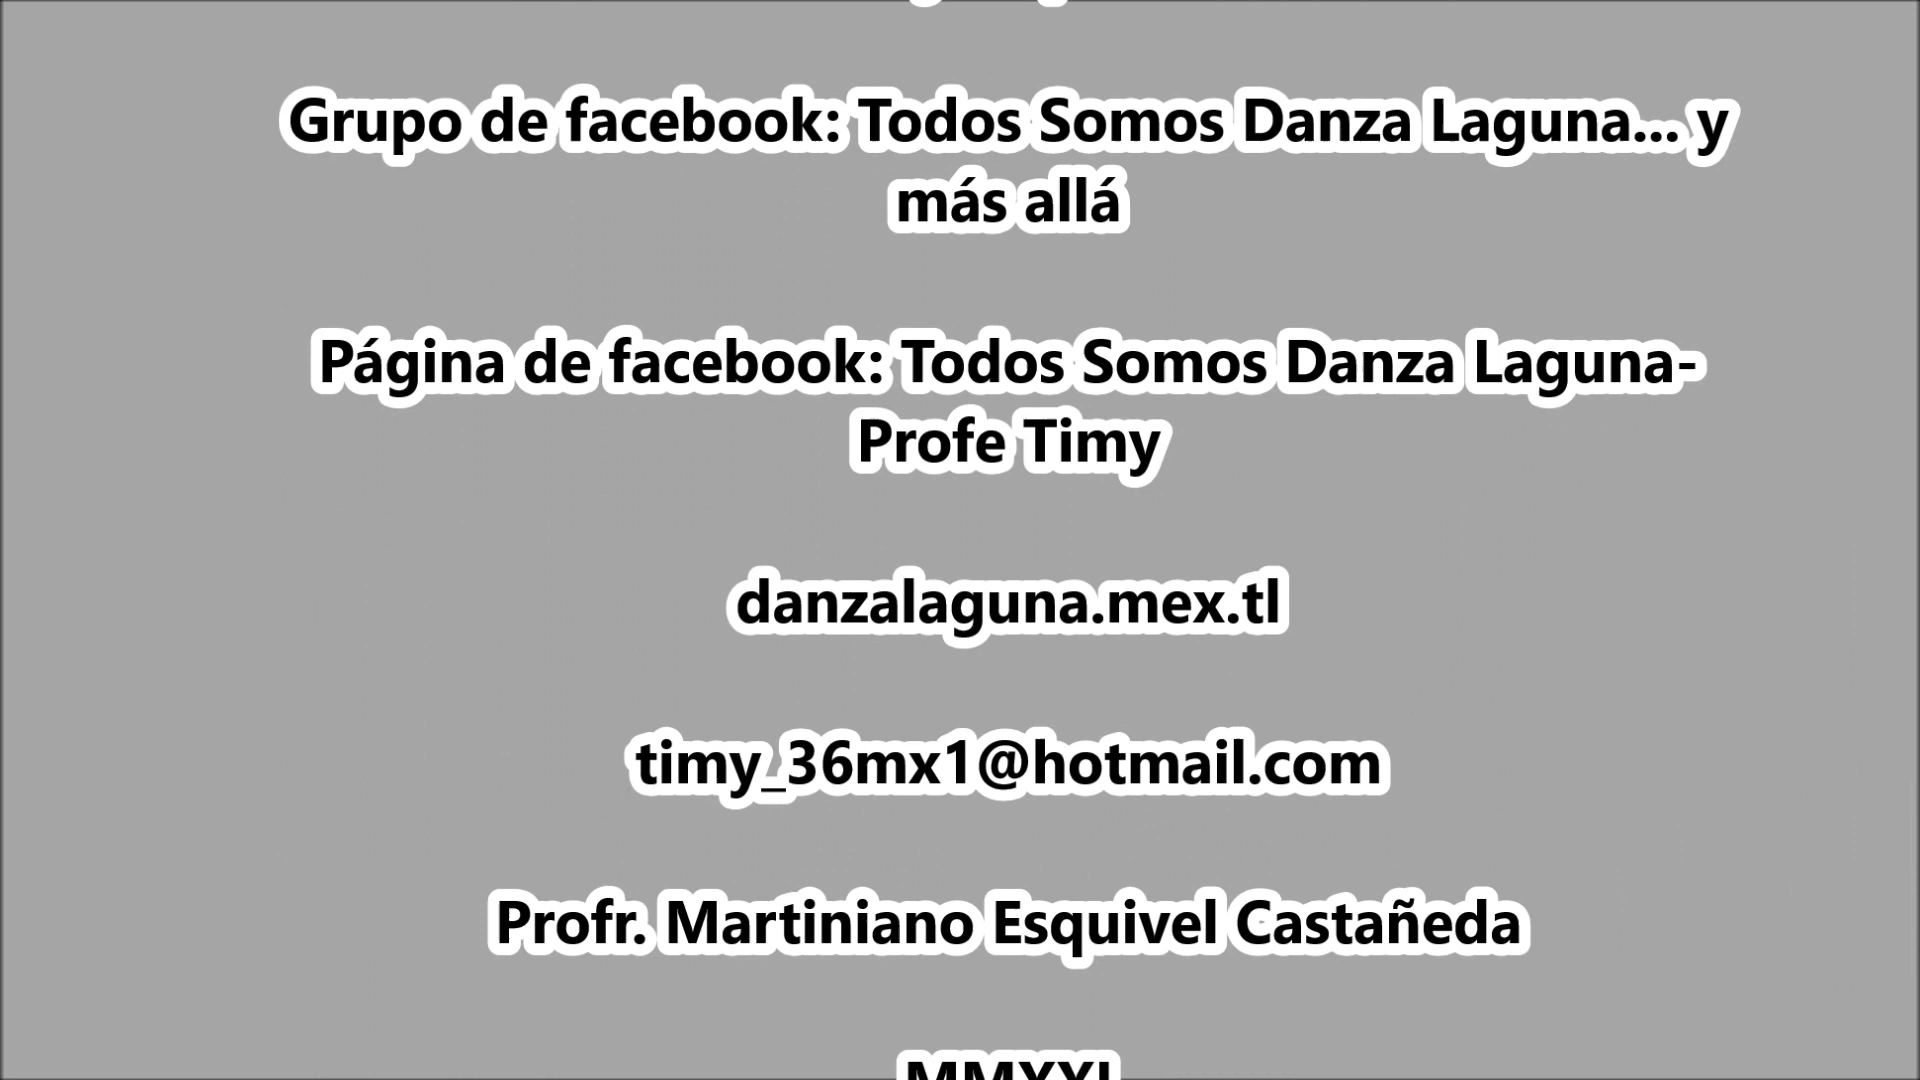 Grupo de facebook: Todos Somos Danza Laguna... y
más allá
Página de facebook: Todos Somos Danza Laguna-
Profe Timy
danzalaguna.mex.tl
timy_36mx1@hotmail.com
Profr. Martiniano Esquivel Castañeda
MMXXI